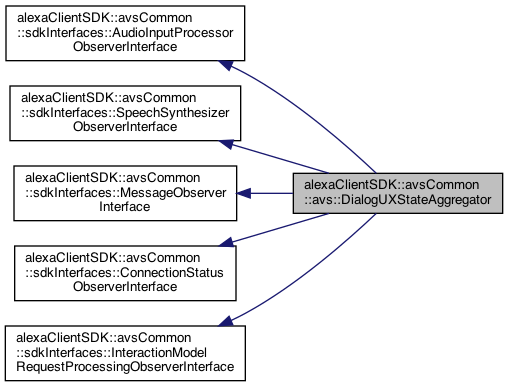 alexaClientSDK::avsCommon
::sdkInterfaces::AudioInputProcessor
ObserverInterface
alexaClientSDK::avsCommon
::sdkInterfaces::SpeechSynthesizer
ObserverInterface
alexaClientSDK::avsCommon
::sdkInterfaces::MessageObserver
Interface
alexaClientSDK::avsCommon
::sdkInterfaces::ConnectionStatus
ObserverInterface
alexaClientSDK::avsCommon
::sdkInterfaces::InteractionModel
RequestProcessingObserverInterface
alexaClientSDK::avsCommon
::avs::DialogUXStateAggregator